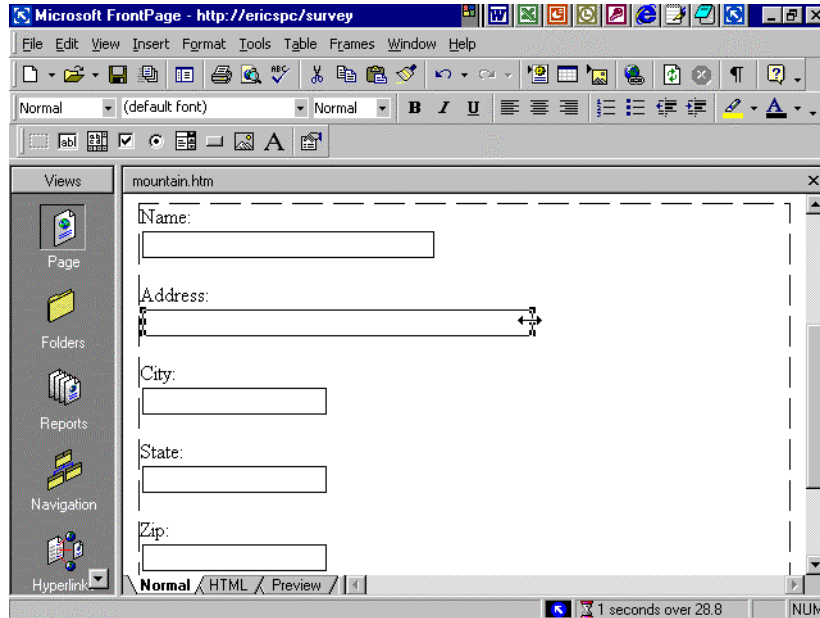 Microsoft FrontPage - http://ericspc/survey
File Edit View Insert Format Tools Table Frames Window Help
Normal (default font) Normal B I U A
abl A
Views mountain.htm
Page
Folders
Reports
Navigation
Hyperlink
Name:
Address:
City:
State:
Zip:
Normal HTML Preview
1 seconds over 28.8 NUM